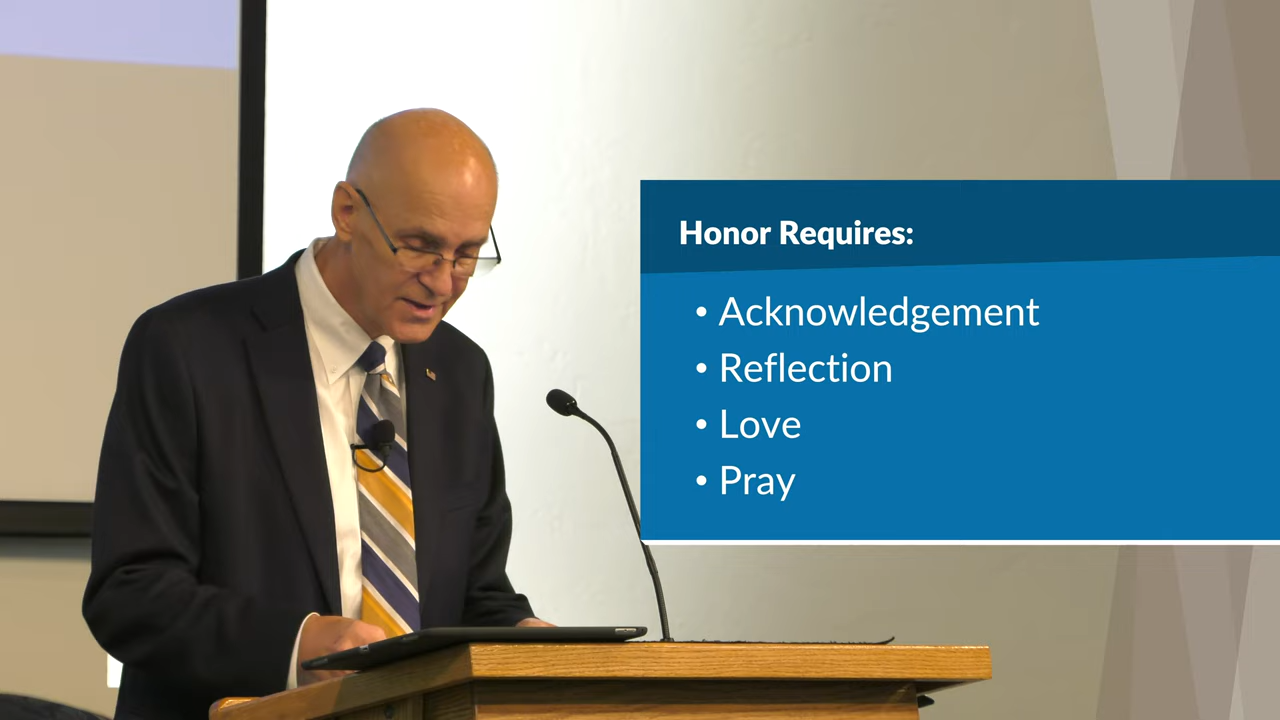 Honor Requires:
• Acknowledgement
• Reflection
• Love
• Pray